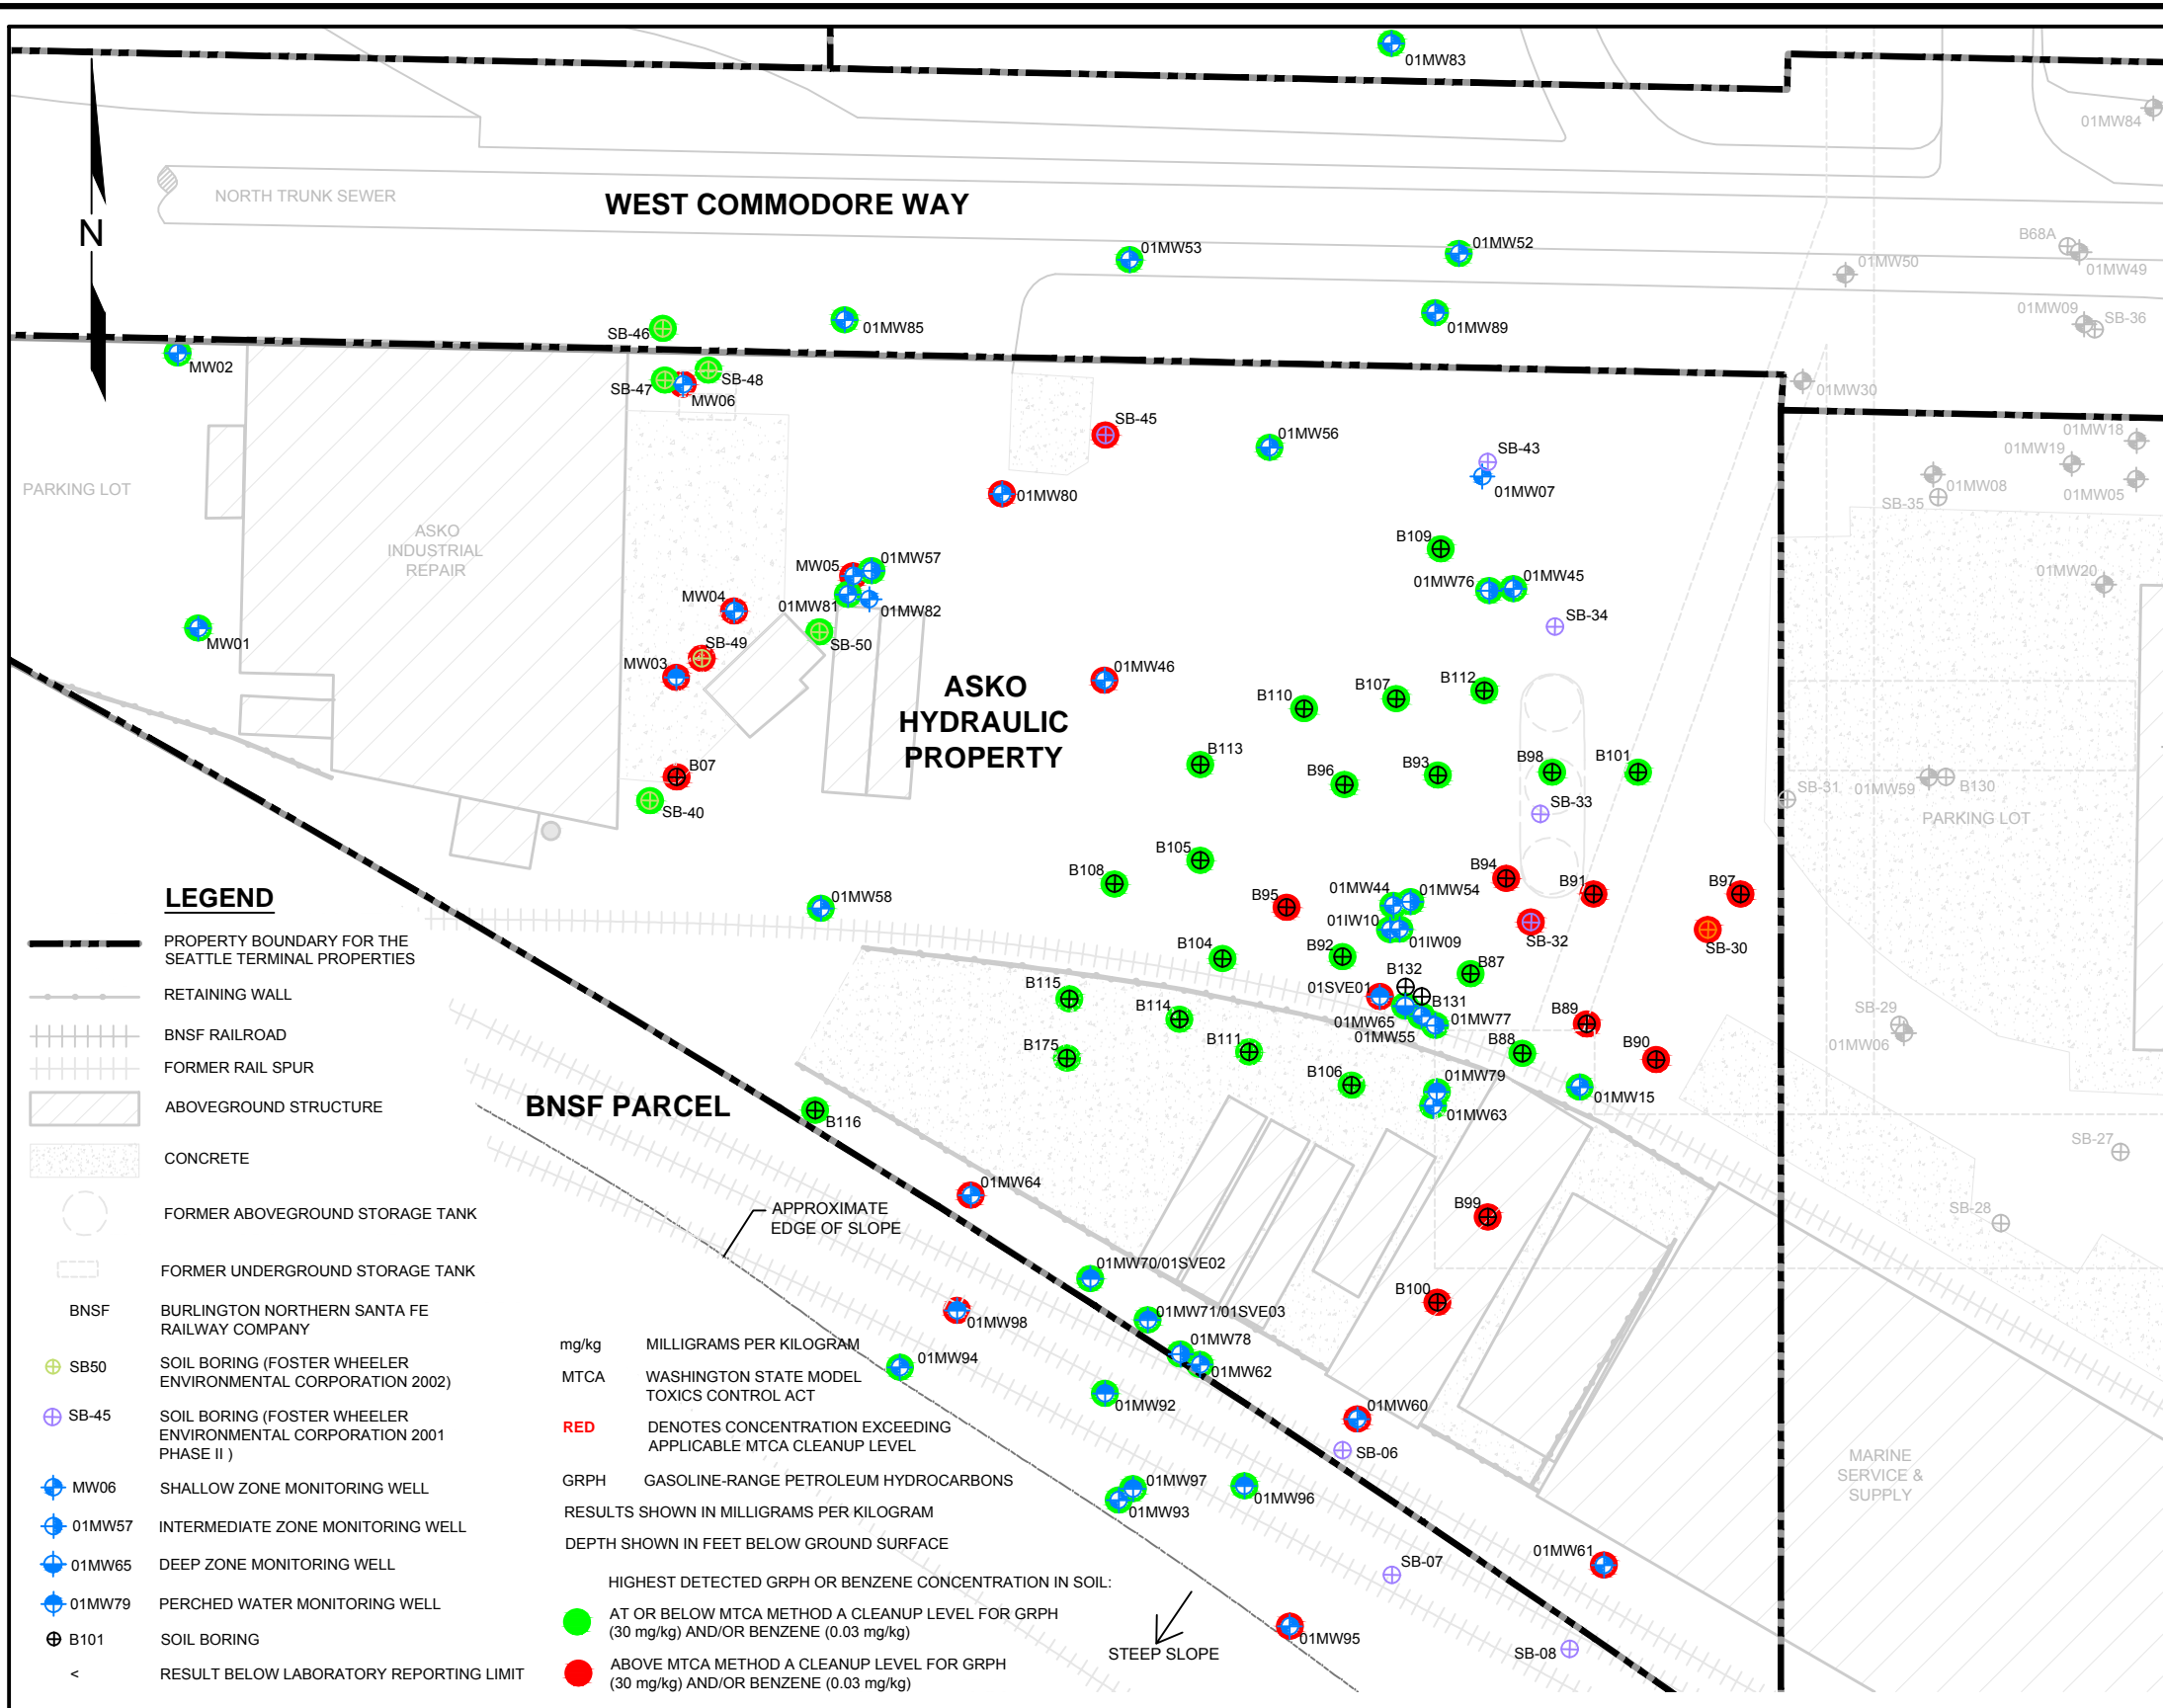 01MW83
01MW84
NORTH TRUNK SEWER
WEST COMMODORE WAY
N
01MW53
01MW52
B68A
01MW49
01MW50
01MW09
SB-36
SB-46
01MW85
01MW89
MW02
SB-47
SB-48
MW06
01MW30
SB-45
01MW56
SB-43
01MW07
01MW18
01MW19
01MW08
01MW05
SB-35
PARKING LOT
01MW80
ASKO
INDUSTRIAL
REPAIR
B109
MW05
01MW57
01MW76
01MW45
01MW20
MW04
01MW81
01MW82
SB-34
MW01
SB-49
SB-50
MW03
01MW46
ASKO
HYDRAULIC
PROPERTY
B110
B107
B112
B113
B07
B96
B93
B98
B101
SB-31
01MW59
B130
SB-40
SB-33
PARKING LOT
B105
B108
B94
B91
B97
01MW58
B95
01MW44
01MW54
01IW10
01IW09
SB-32
SB-30
B104
B92
B87
B132
B115
01SVE01
B131
B114
01MW65
01MW77
01MW55
B89
SB-29
01MW06
B175
B111
B88
B90
B106
01MW79
01MW15
01MW63
BNSF PARCEL
B116
SB-27
01MW64
B99
SB-28
APPROXIMATE
EDGE OF SLOPE
01MW70/01SVE02
01MW98
01MW71/01SVE03
B100
01MW78
01MW94
01MW62
01MW92
01MW60
SB-06
MARINE
SERVICE &
SUPPLY
01MW97
01MW96
01MW93
SB-07
01MW61
01MW95
STEEP SLOPE
SB-08
LEGEND
PROPERTY BOUNDARY FOR THE
SEATTLE TERMINAL PROPERTIES
RETAINING WALL
BNSF RAILROAD
FORMER RAIL SPUR
ABOVEGROUND STRUCTURE
CONCRETE
FORMER ABOVEGROUND STORAGE TANK
FORMER UNDERGROUND STORAGE TANK
BNSF BURLINGTON NORTHERN SANTA FE
RAILWAY COMPANY
SB50 SOIL BORING (FOSTER WHEELER
ENVIRONMENTAL CORPORATION 2002)
SB-45 SOIL BORING (FOSTER WHEELER
ENVIRONMENTAL CORPORATION 2001
PHASE II )
MW06 SHALLOW ZONE MONITORING WELL
01MW57 INTERMEDIATE ZONE MONITORING WELL
01MW65 DEEP ZONE MONITORING WELL
01MW79 PERCHED WATER MONITORING WELL
B101 SOIL BORING
< RESULT BELOW LABORATORY REPORTING LIMIT
mg/kg MILLIGRAMS PER KILOGRAM
MTCA WASHINGTON STATE MODEL
TOXICS CONTROL ACT
RED DENOTES CONCENTRATION EXCEEDING
APPLICABLE MTCA CLEANUP LEVEL
GRPH GASOLINE-RANGE PETROLEUM HYDROCARBONS
RESULTS SHOWN IN MILLIGRAMS PER KILOGRAM
DEPTH SHOWN IN FEET BELOW GROUND SURFACE
HIGHEST DETECTED GRPH OR BENZENE CONCENTRATION IN SOIL:
AT OR BELOW MTCA METHOD A CLEANUP LEVEL FOR GRPH
(30 mg/kg) AND/OR BENZENE (0.03 mg/kg)
ABOVE MTCA METHOD A CLEANUP LEVEL FOR GRPH
(30 mg/kg) AND/OR BENZENE (0.03 mg/kg)